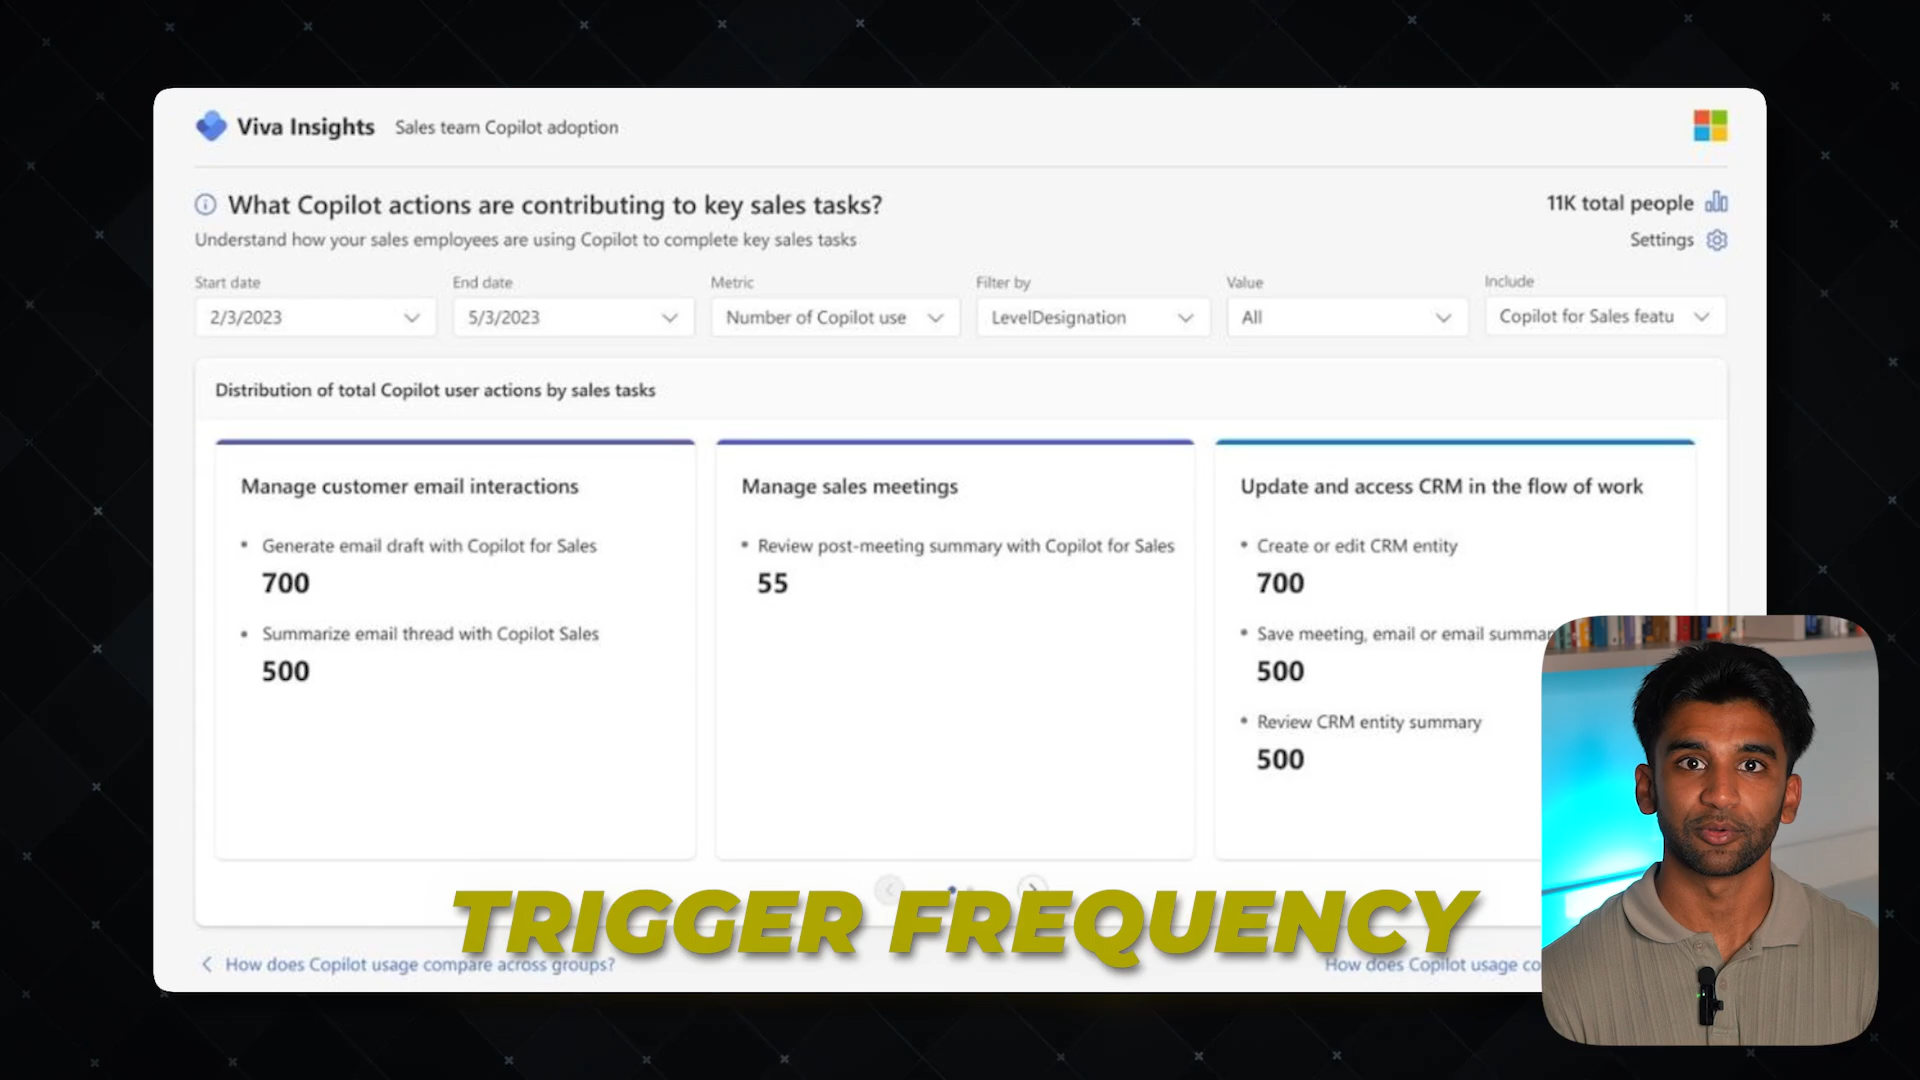 Viva Insights
Sales team Copilot adoption
What Copilot actions are contributing to key sales tasks?
11K total people
Understand how your sales employees are using Copilot to complete key sales tasks
Settings
Start date
End date
Metric
Filter by
Value
Include
2/3/2023
5/3/2023
Number of Copilot use
LevelDesignation
All
Copilot for Sales featu
Distribution of total Copilot user actions by sales tasks
Manage customer email interactions
• Generate email draft with Copilot for Sales
700
• Summarize email thread with Copilot Sales
500
Manage sales meetings
• Review post-meeting summary with Copilot for Sales
55
Update and access CRM in the flow of work
• Create or edit CRM entity
700
• Save meeting, email or email summar
500
• Review CRM entity summary
500
TRIGGER FREQUENCY
How does Copilot usage compare across groups?
How does Copilot usage co